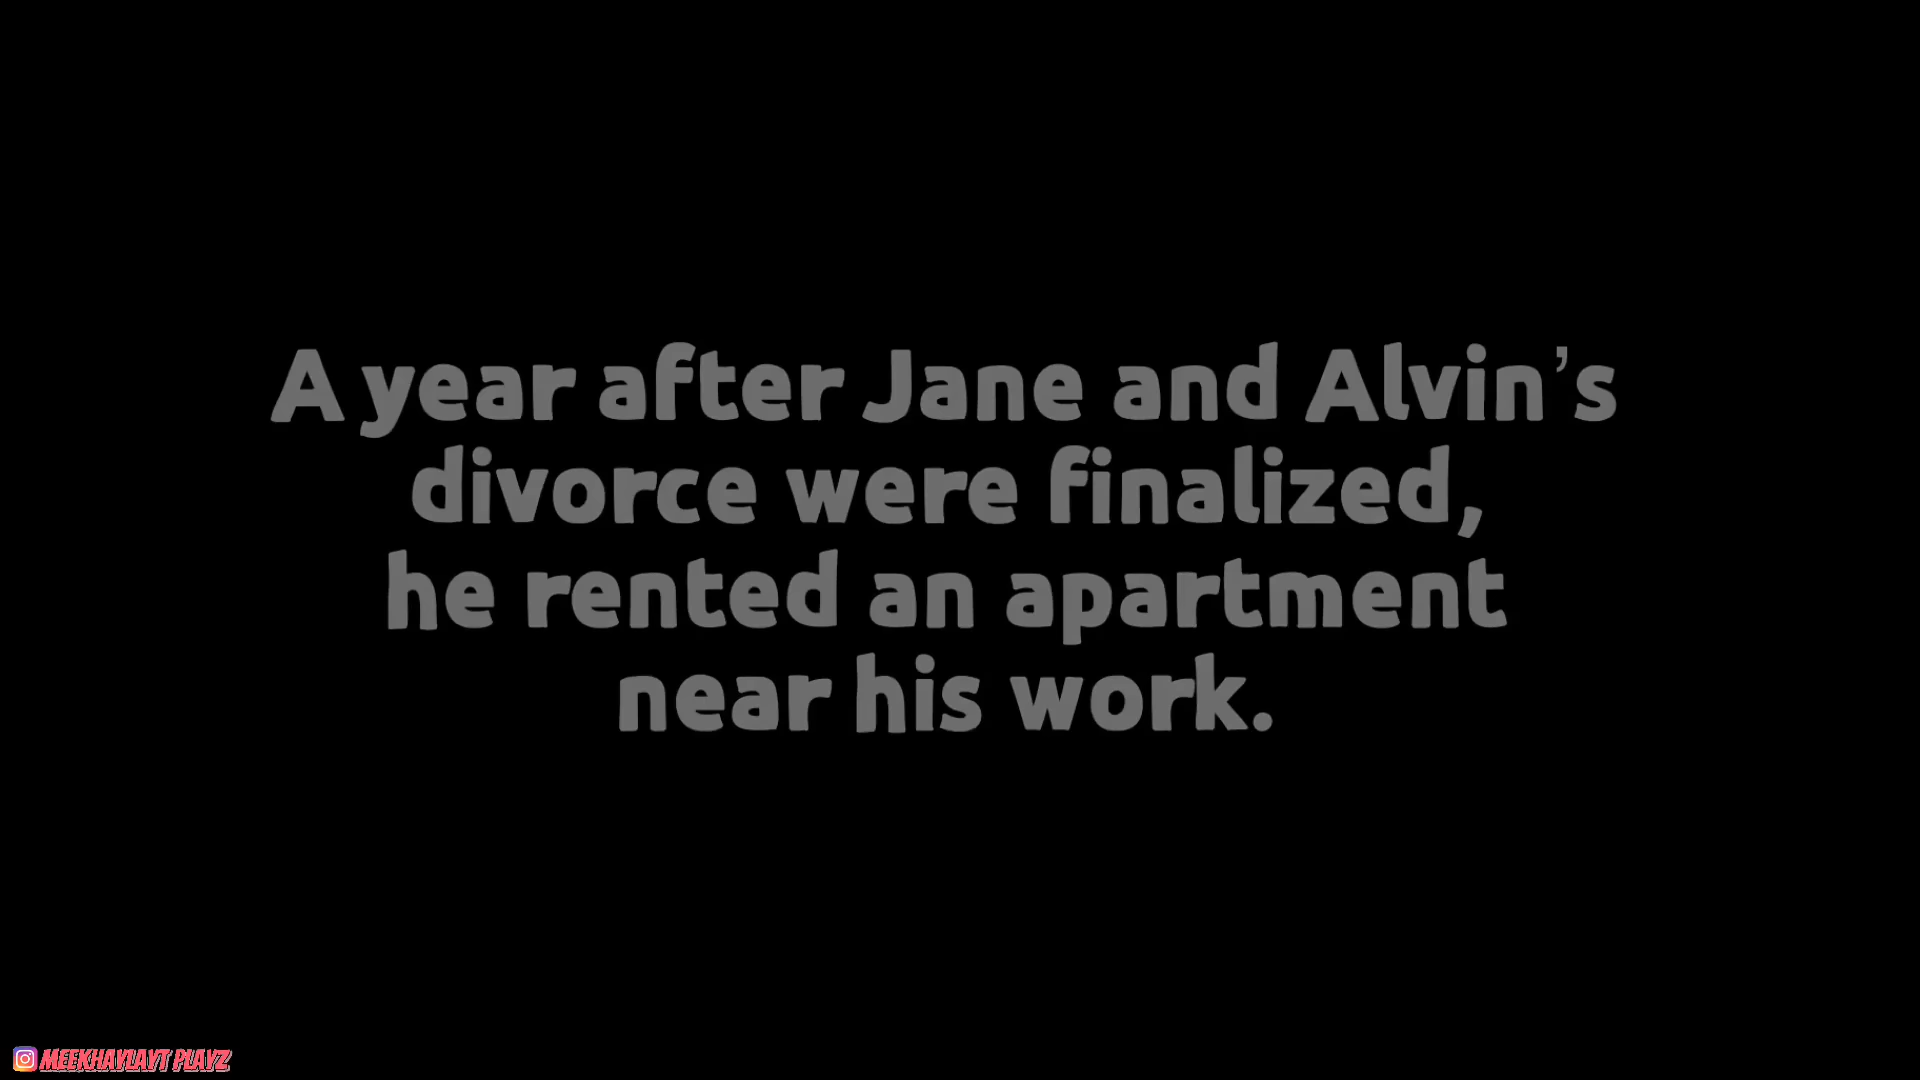 A year after Jane and Alvin’s
divorce were finalized,
he rented an apartment
near his work.
MEEKHAYLAYT PLAYZ